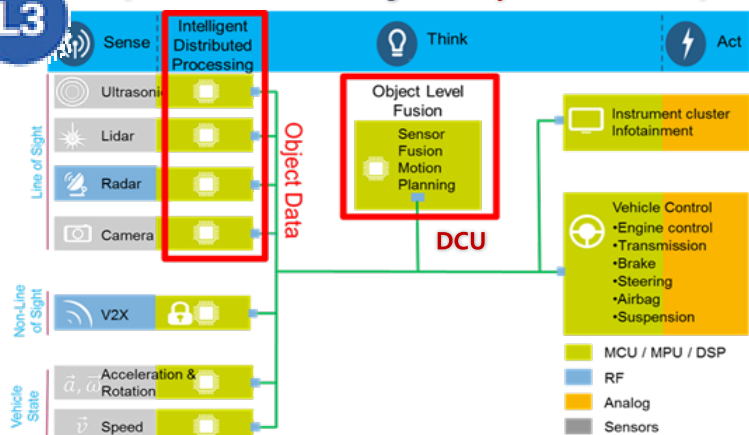 L3
Sense
Intelligent
Distributed
Processing
Think
Act
Line of Sight
Ultrasonic
Lidar
Radar
Camera
Object Data
Object Level
Fusion
Sensor
Fusion
Motion
Planning
DCU
Instrument cluster
Infotainment
Vehicle Control
•Engine control
•Transmission
•Brake
•Steering
•Airbag
•Suspension
Non-Line
of Sight
V2X
Vehicle
State
a, ω
Acceleration &
Rotation
v
Speed
MCU / MPU / DSP
RF
Analog
Sensors